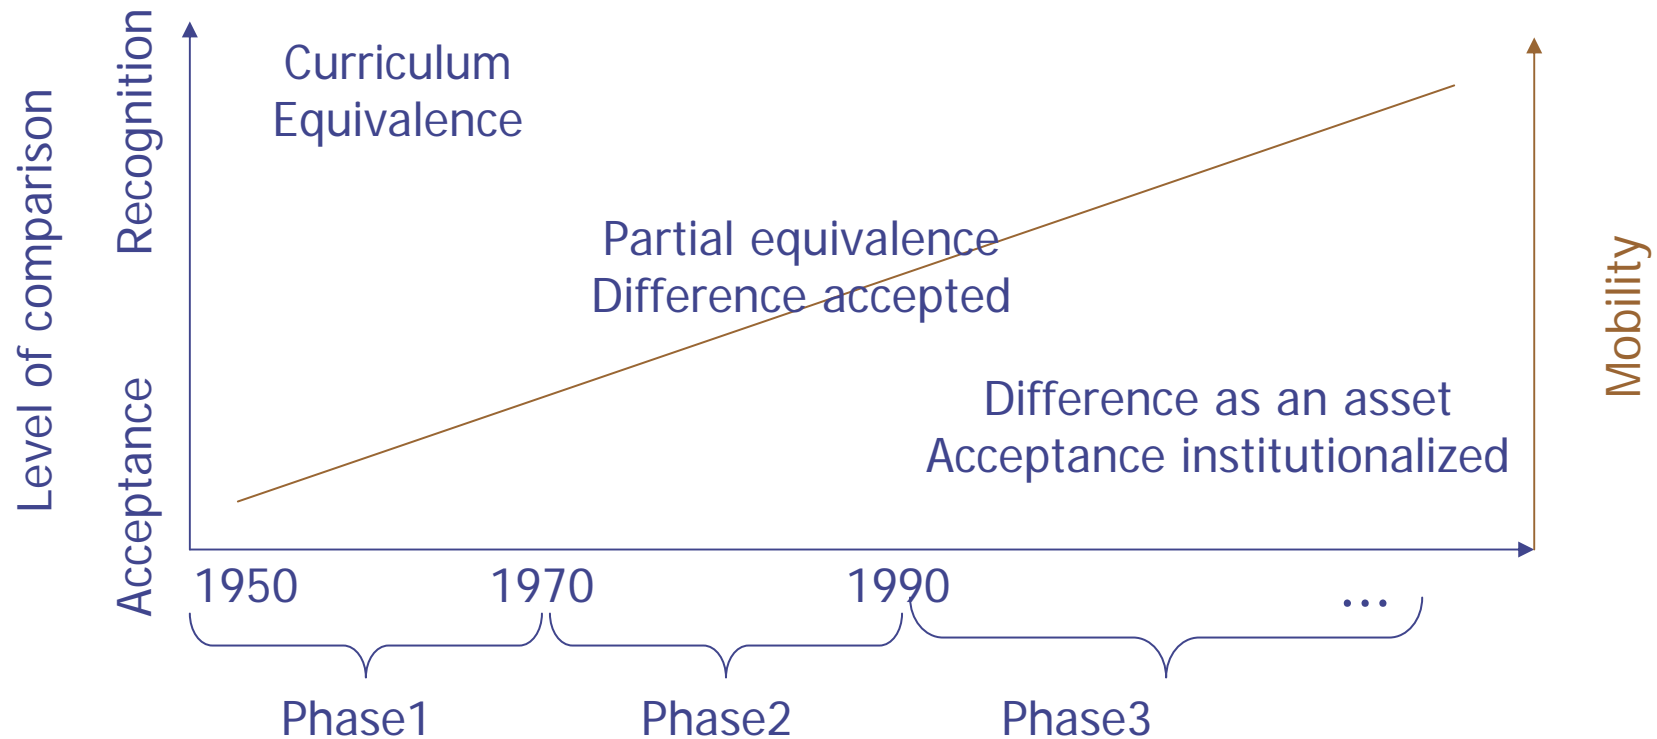 Level of comparison
Recognition
Acceptance
Curriculum
Equivalence
Partial equivalence
Difference accepted
Difference as an asset
Acceptance institutionalized
Mobility
1950
1970
1990
...
Phase1
Phase2
Phase3